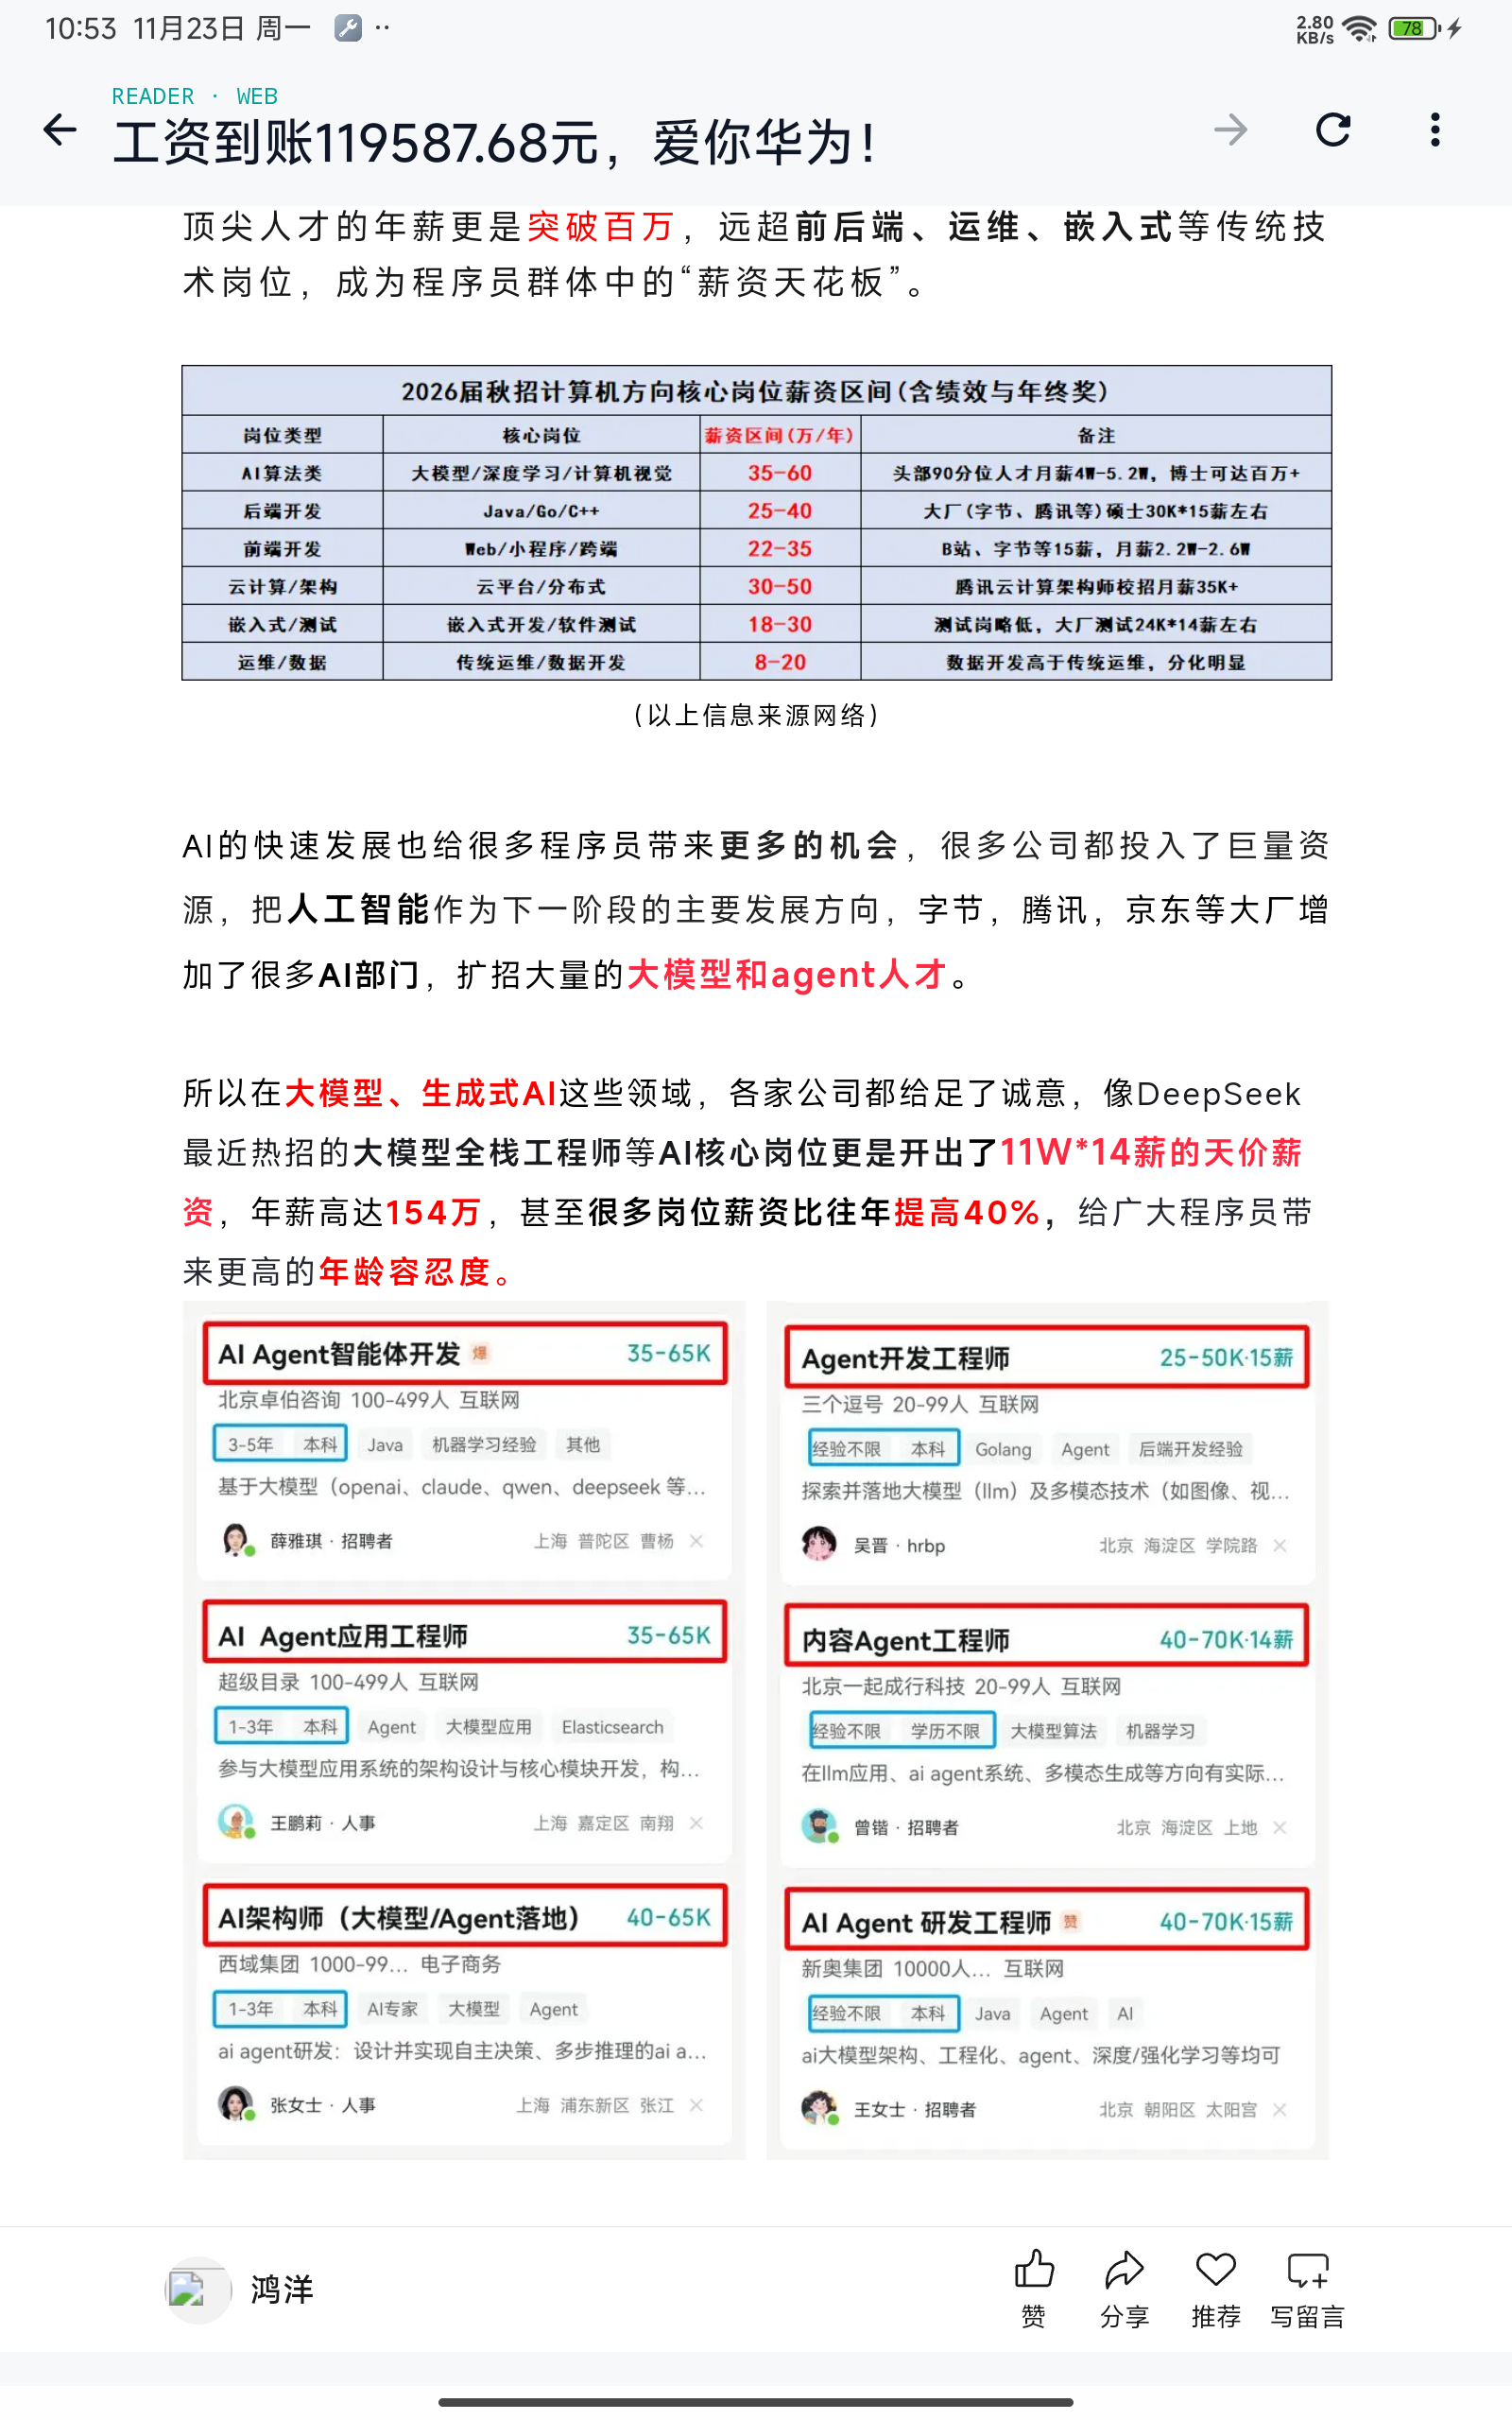 10:53 11月23日 周一 ··
2.80 KB/s 78
READER · WEB
工资到账119587.68元，爱你华为！
顶尖人才的年薪更是突破百万，远超前后端、运维、嵌入式等传统技
术岗位，成为程序员群体中的“薪资天花板”。
2026届秋招计算机方向核心岗位薪资区间(含绩效与年终奖)
岗位类型 核心岗位 薪资区间(万/年) 备注
AI算法类 大模型/深度学习/计算机视觉 35-60 头部90分位人才月薪4W-5.2W，博士可达百万+
后端开发 Java/Go/C++ 25-40 大厂(字节、腾讯等)硕士30K*15薪左右
前端开发 Web/小程序/跨端 22-35 B站、字节等15薪，月薪2.2W-2.6W
云计算/架构 云平台/分布式 30-50 腾讯云计算架构师校招月薪35K+
嵌入式/测试 嵌入式开发/软件测试 18-30 测试岗略低，大厂测试24K*14薪左右
运维/数据 传统运维/数据开发 8-20 数据开发高于传统运维，分化明显
(以上信息来源网络)
AI的快速发展也给很多程序员带来更多的机会，很多公司都投入了巨量资
源，把人工智能作为下一阶段的主要发展方向，字节，腾讯，京东等大厂增
加了很多AI部门，扩招大量的大模型和agent人才。
所以在大模型、生成式AI这些领域，各家公司都给足了诚意，像DeepSeek
最近热招的大模型全栈工程师等AI核心岗位更是开出了11W*14薪的天价薪
资，年薪高达154万，甚至很多岗位薪资比往年提高40%，给广大程序员带
来更高的年龄容忍度。
AI Agent智能体开发 爆 35-65K
北京卓伯咨询 100-499人 互联网
3-5年 本科 Java 机器学习经验 其他
基于大模型（openai、claude、qwen、deepseek 等...
薛雅琪 · 招聘者 上海 普陀区 曹杨 ×
AI Agent应用工程师 35-65K
超级目录 100-499人 互联网
1-3年 本科 Agent 大模型应用 Elasticsearch
参与大模型应用系统的架构设计与核心模块开发，构...
王鹏莉 · 人事 上海 嘉定区 南翔 ×
AI架构师（大模型/Agent落地） 40-65K
西域集团 1000-99... 电子商务
1-3年 本科 AI专家 大模型 Agent
ai agent研发：设计并实现自主决策、多步推理的ai a...
张女士 · 人事 上海 浦东新区 张江 ×
Agent开发工程师 25-50K·15薪
三个逗号 20-99人 互联网
经验不限 本科 Golang Agent 后端开发经验
探索并落地大模型（llm）及多模态技术（如图像、视...
吴晋 · hrbp 北京 海淀区 学院路 ×
内容Agent工程师 40-70K·14薪
北京一起成行科技 20-99人 互联网
经验不限 学历不限 大模型算法 机器学习
在llm应用、ai agent系统、多模态生成等方向有实际...
曾锴 · 招聘者 北京 海淀区 上地 ×
AI Agent 研发工程师 赞 40-70K·15薪
新奥集团 10000人... 互联网
经验不限 本科 Java Agent AI
ai大模型架构、工程化、agent、深度/强化学习等均可
王女士 · 招聘者 北京 朝阳区 太阳宫 ×
鸿洋
赞 分享 推荐 写留言